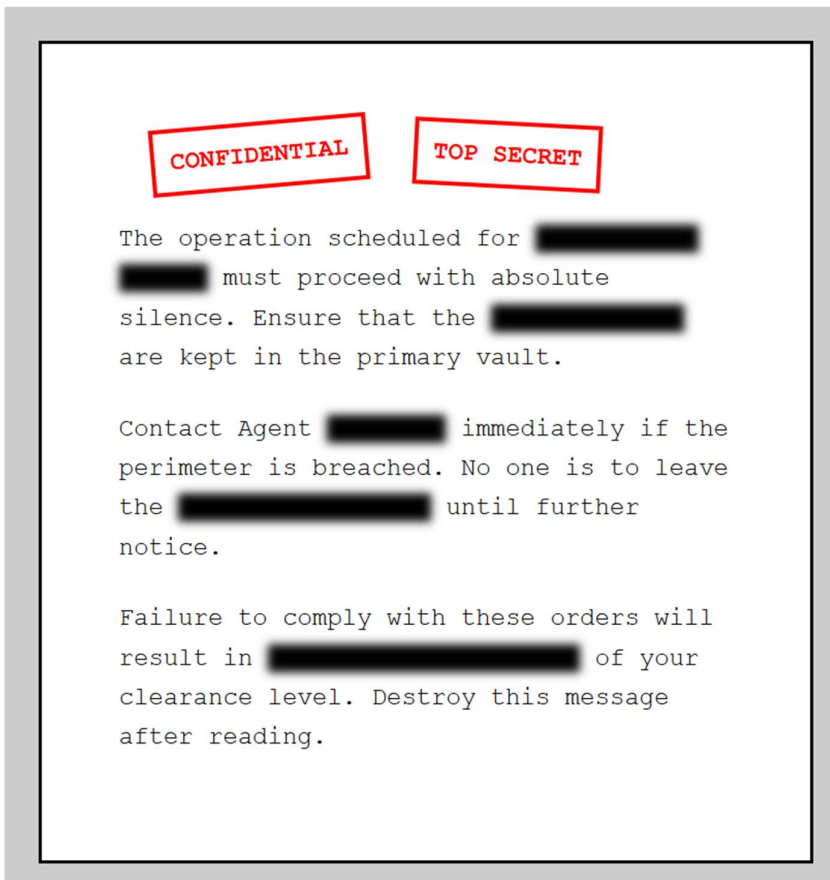 CONFIDENTIAL TOP SECRET
The operation scheduled for
must proceed with absolute
silence. Ensure that the
are kept in the primary vault.
Contact Agent immediately if the
perimeter is breached. No one is to leave
the until further
notice.
Failure to comply with these orders will
result in of your
clearance level. Destroy this message
after reading.